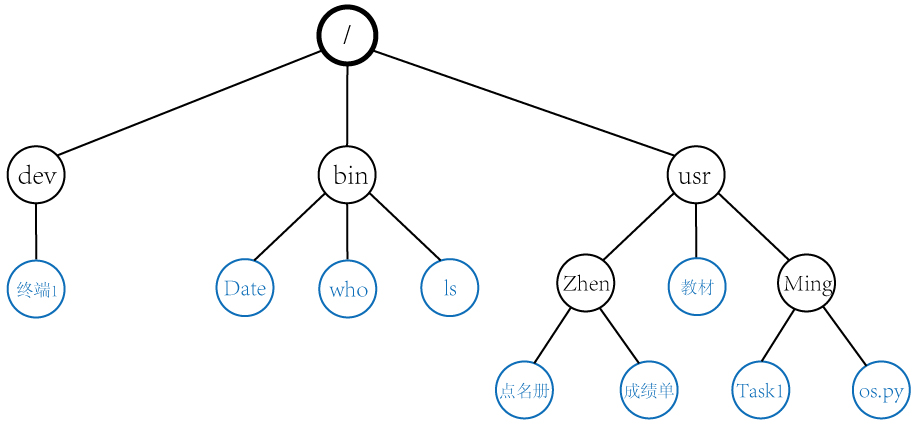 /
dev
bin
usr
终端1
Date
who
ls
Zhen
教材
Ming
点名册
成绩单
Task1
os.py